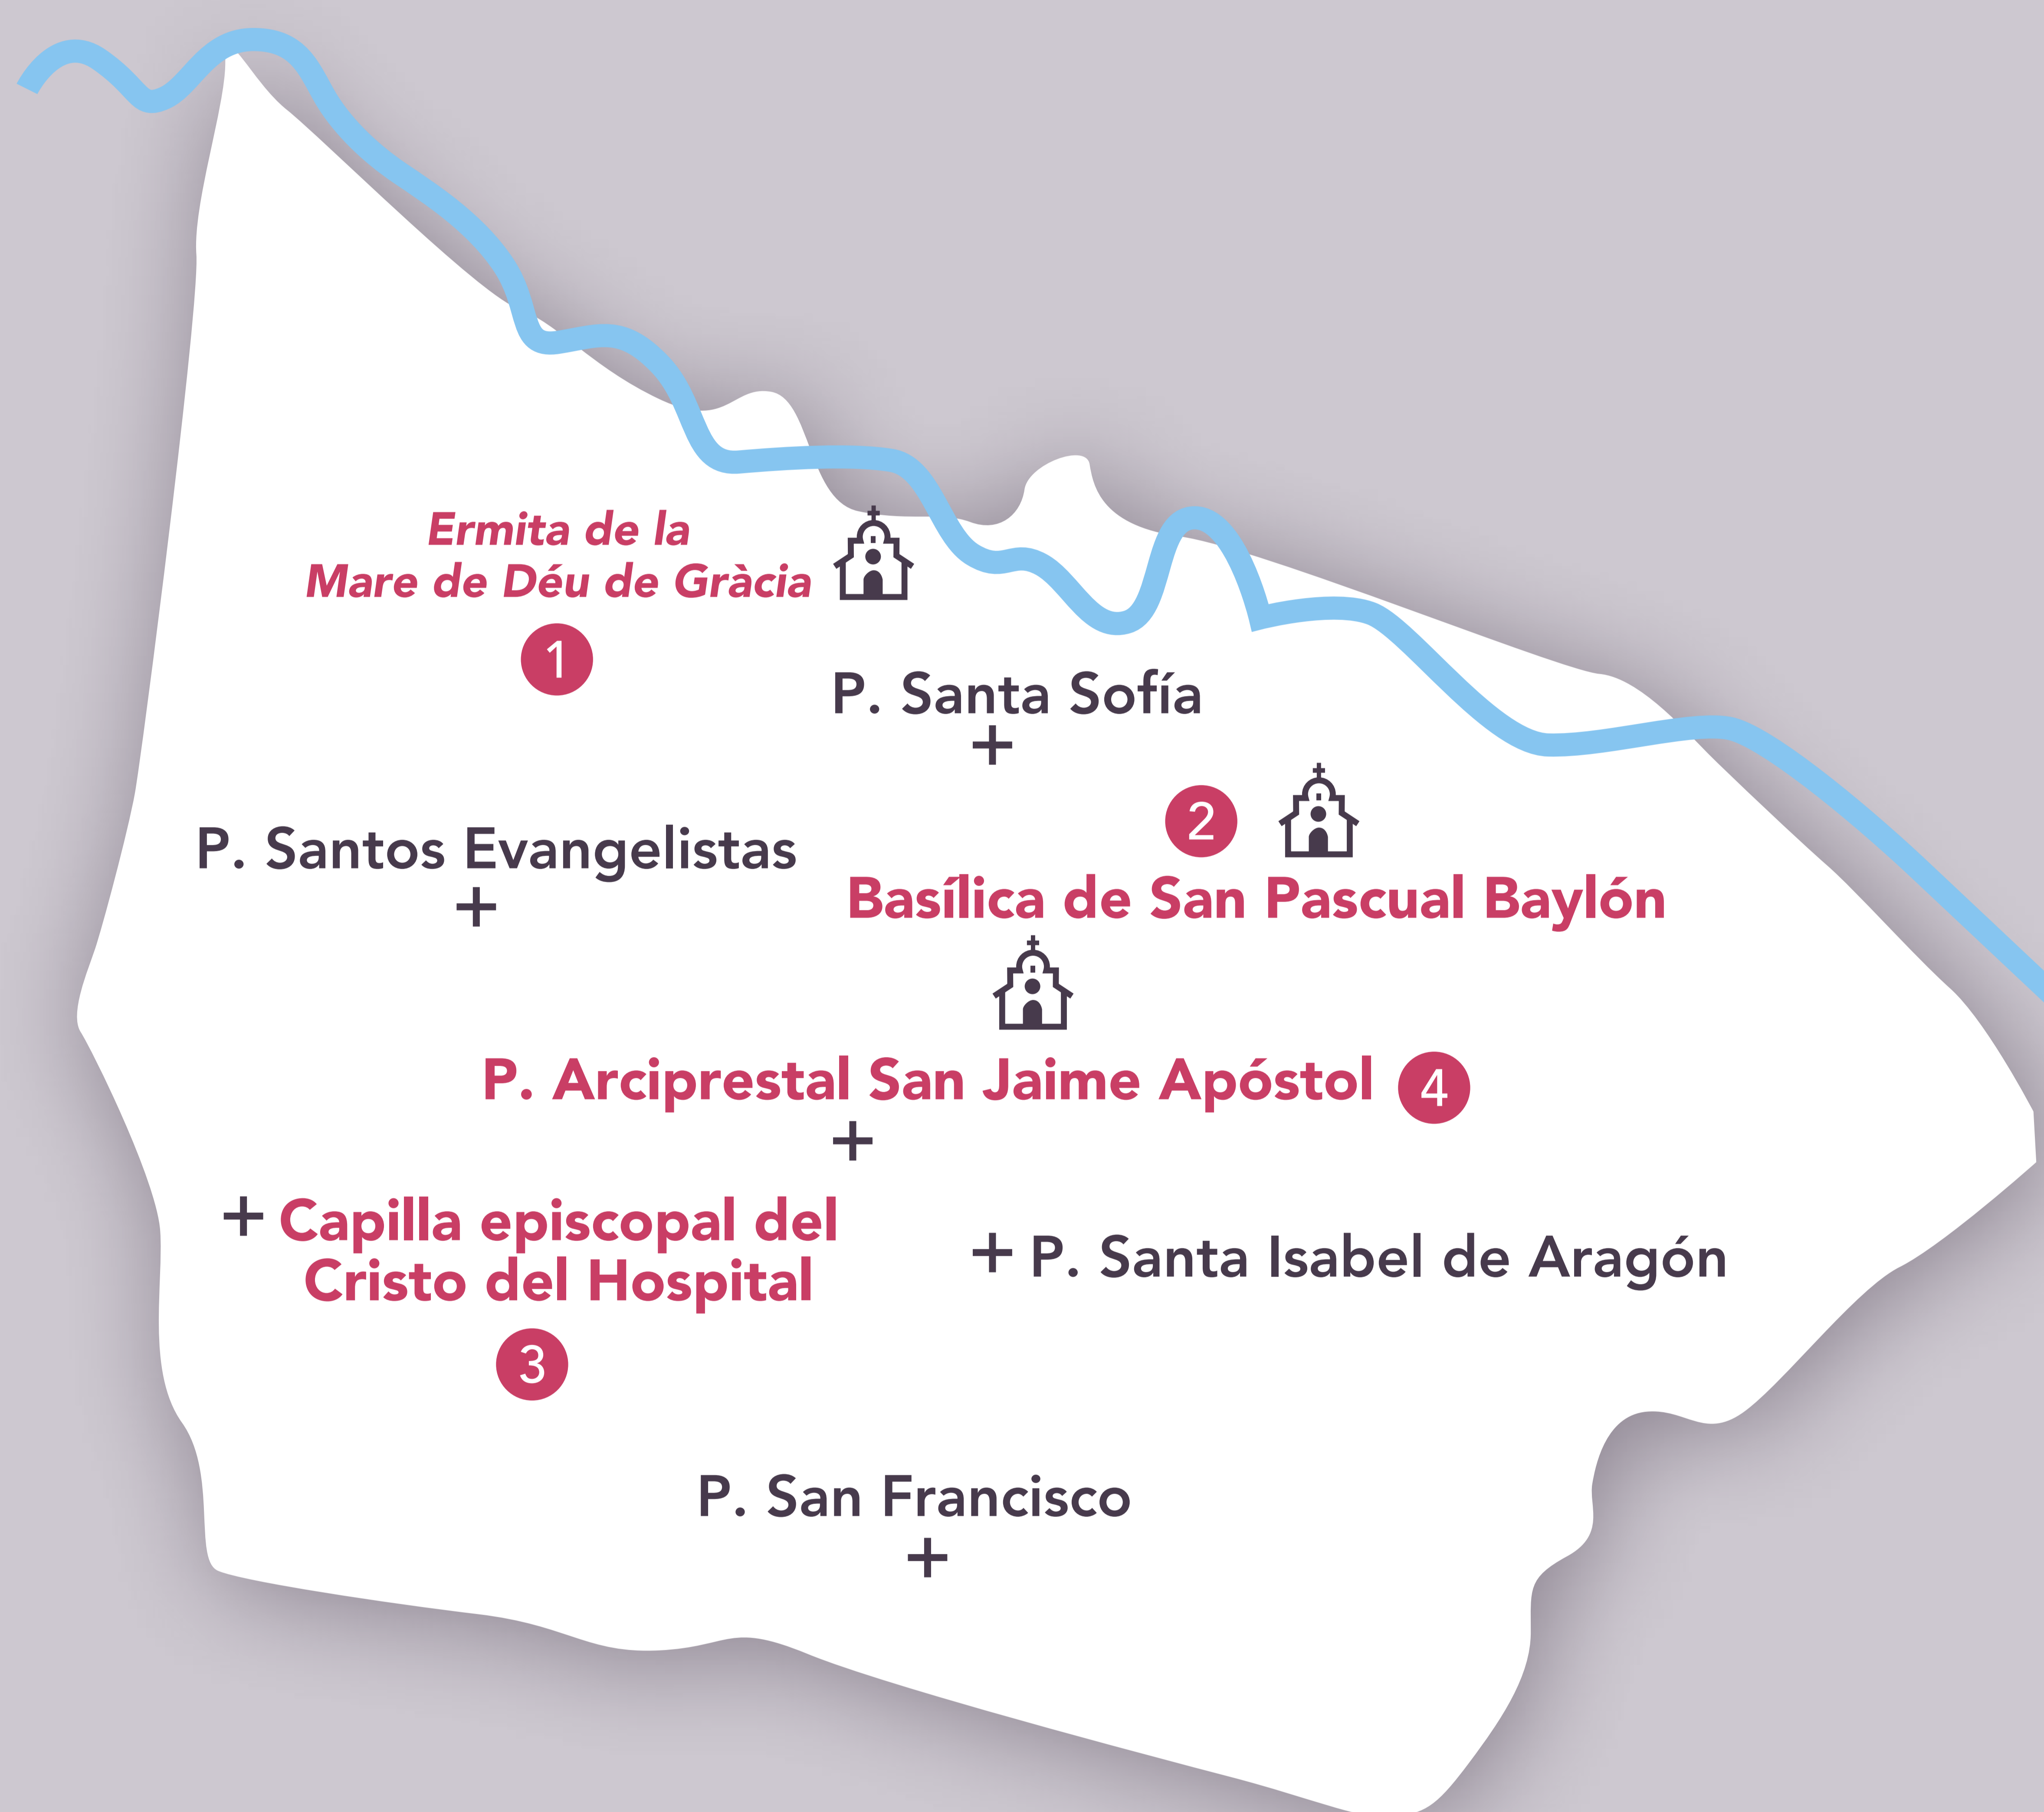 Ermita de la
Mare de Déu de Gràcia
1
P. Santa Sofía
2
P. Santos Evangelistas
Basílica de San Pascual Baylón
P. Arciprestal San Jaime Apóstol 4
Capilla episcopal del
Cristo del Hospital
P. Santa Isabel de Aragón
3
P. San Francisco